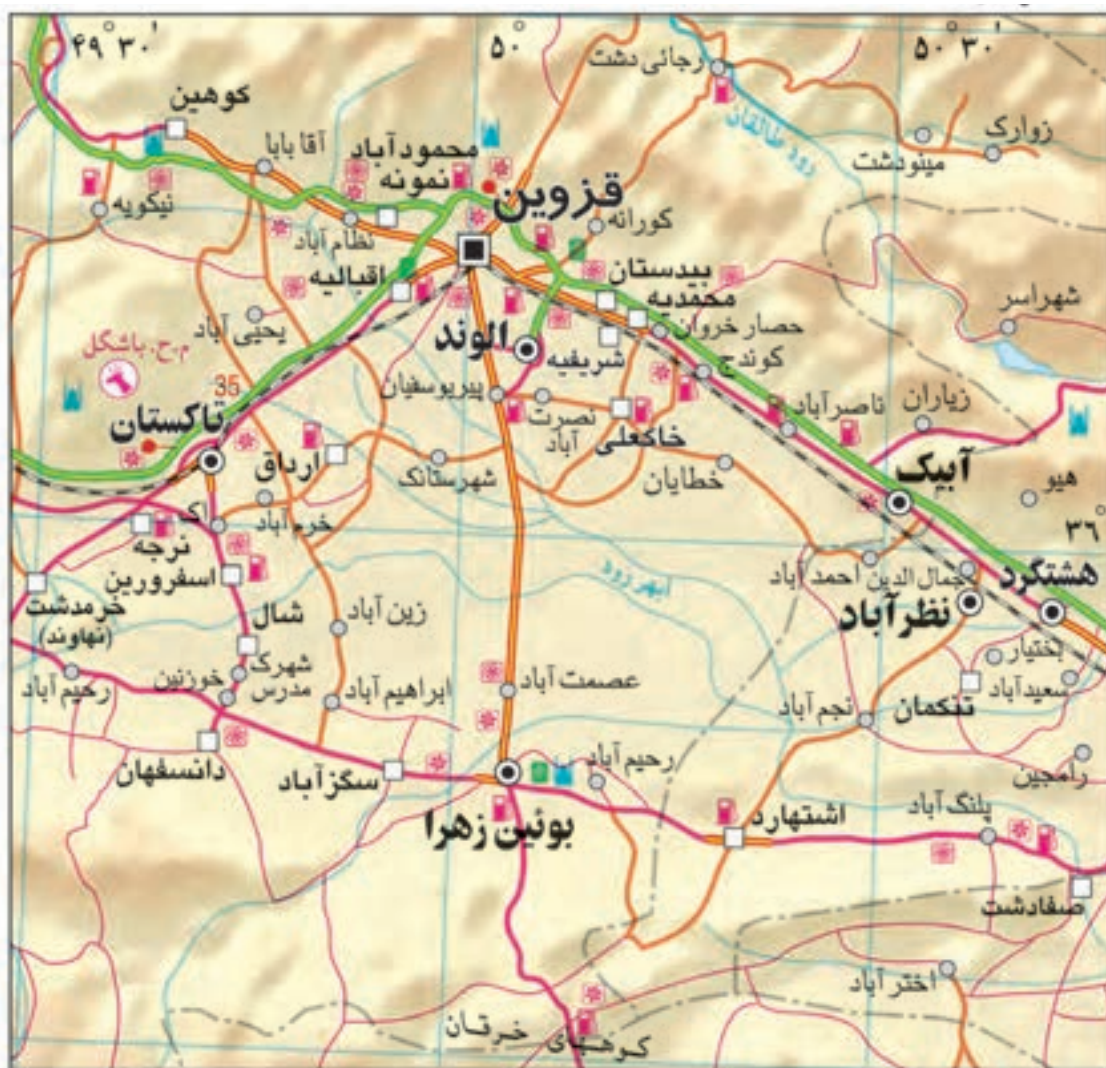 ۴۹° ۳۰'
۵۰°
۵۰° ۳۰'
رجائی دشت
کوهین
زوارک
مینودشت
رود طالقان
آقا بابا
محمود آباد
نمونه
قزوین
نیکویه
نظام آباد
کورانه
بیدستان
اقبالیه
محمدیه
شهراسر
یحیی آباد
حصار خروان
الوند
شریفیه
کوندج
م.ح. باشگل
35
پیریوسفیان
نصرت
آباد
ناصرآباد
زیاران
تاکستان
خاکعلی
ارداق
شهرستانک
خطایان
آبیک
هیو
۳۶°
خرم آباد
اک
نرجه
اسفرورین
ابهر رود
جمال الدین
احمد آباد
هشتگرد
نظرآباد
خرمدشت
(نهاوند)
شال
زین آباد
بختیار
سعیدآباد
تنکمان
رحیم آباد
شهرک
مدرس
خوزنین
ابراهیم آباد
عصمت آباد
نجم آباد
دانسفهان
سگزآباد
رحیم آباد
رامجین
بوئین زهرا
اشتهارد
پلنگ آباد
صفادشت
اختر آباد
کوههای خرقان